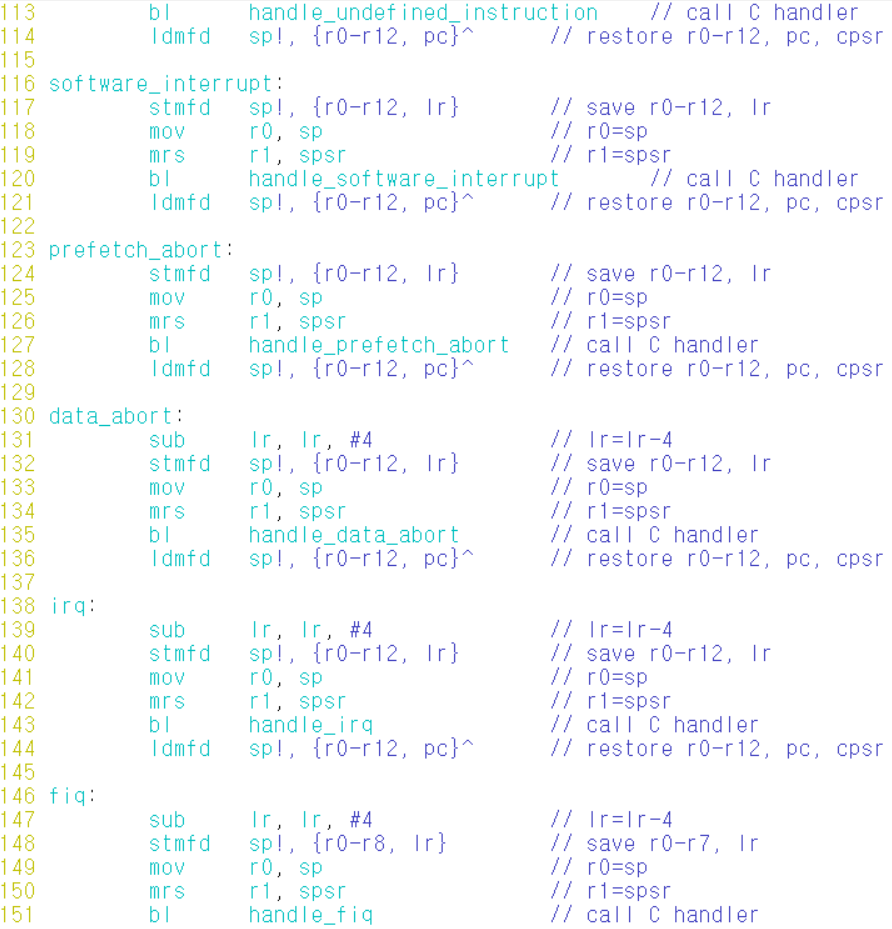 113         bl      handle_undefined_instruction    // call C handler
114         ldmfd   sp!, {r0-r12, pc}^      // restore r0-r12, pc, cpsr
115
116 software_interrupt:
117         stmfd   sp!, {r0-r12, lr}       // save r0-r12, lr
118         mov     r0, sp                  // r0=sp
119         mrs     r1, spsr                // r1=spsr
120         bl      handle_software_interrupt       // call C handler
121         ldmfd   sp!, {r0-r12, pc}^      // restore r0-r12, pc, cpsr
122
123 prefetch_abort:
124         stmfd   sp!, {r0-r12, lr}       // save r0-r12, lr
125         mov     r0, sp                  // r0=sp
126         mrs     r1, spsr                // r1=spsr
127         bl      handle_prefetch_abort   // call C handler
128         ldmfd   sp!, {r0-r12, pc}^      // restore r0-r12, pc, cpsr
129
130 data_abort:
131         sub     lr, lr, #4              // lr=lr-4
132         stmfd   sp!, {r0-r12, lr}       // save r0-r12, lr
133         mov     r0, sp                  // r0=sp
134         mrs     r1, spsr                // r1=spsr
135         bl      handle_data_abort       // call C handler
136         ldmfd   sp!, {r0-r12, pc}^      // restore r0-r12, pc, cpsr
137
138 irq:
139         sub     lr, lr, #4              // lr=lr-4
140         stmfd   sp!, {r0-r12, lr}       // save r0-r12, lr
141         mov     r0, sp                  // r0=sp
142         mrs     r1, spsr                // r1=spsr
143         bl      handle_irq              // call C handler
144         ldmfd   sp!, {r0-r12, pc}^      // restore r0-r12, pc, cpsr
145
146 fiq:
147         sub     lr, lr, #4              // lr=lr-4
148         stmfd   sp!, {r0-r8, lr}        // save r0-r7, lr
149         mov     r0, sp                  // r0=sp
150         mrs     r1, spsr                // r1=spsr
151         bl      handle_fiq              // call C handler